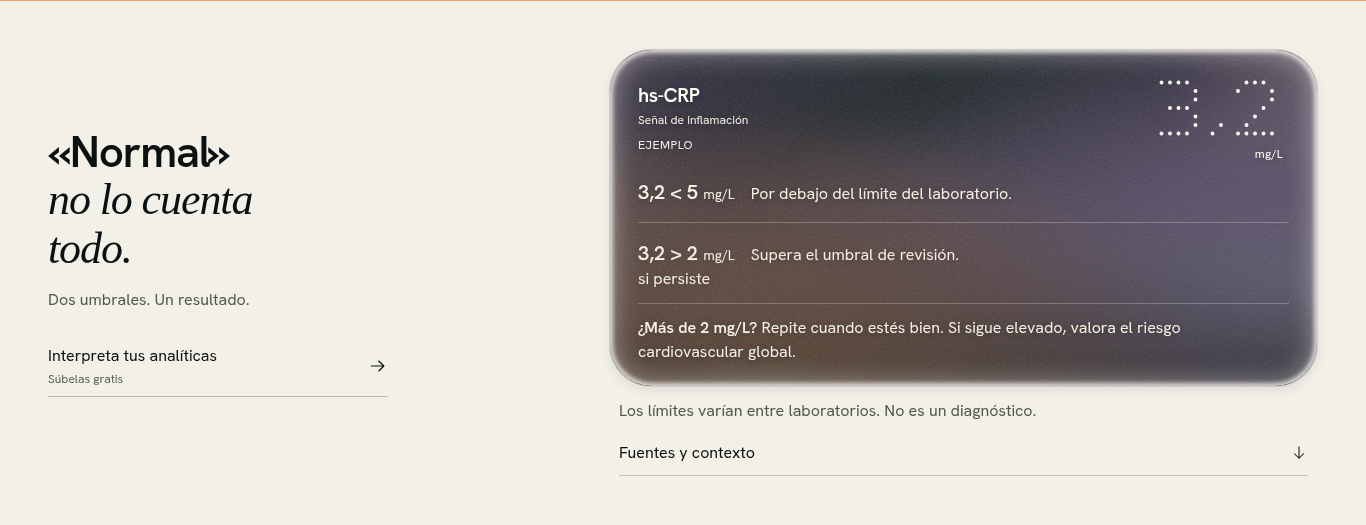 «Normal»
no lo cuenta
todo.
Dos umbrales. Un resultado.
Interpreta tus analíticas
Súbelas gratis
hs-CRP
Señal de inflamación
EJEMPLO
3.2
mg/L
3,2 < 5 mg/L Por debajo del límite del laboratorio.
3,2 > 2 mg/L Supera el umbral de revisión.
si persiste
¿Más de 2 mg/L? Repite cuando estés bien. Si sigue elevado, valora el riesgo
cardiovascular global.
Los límites varían entre laboratorios. No es un diagnóstico.
Fuentes y contexto